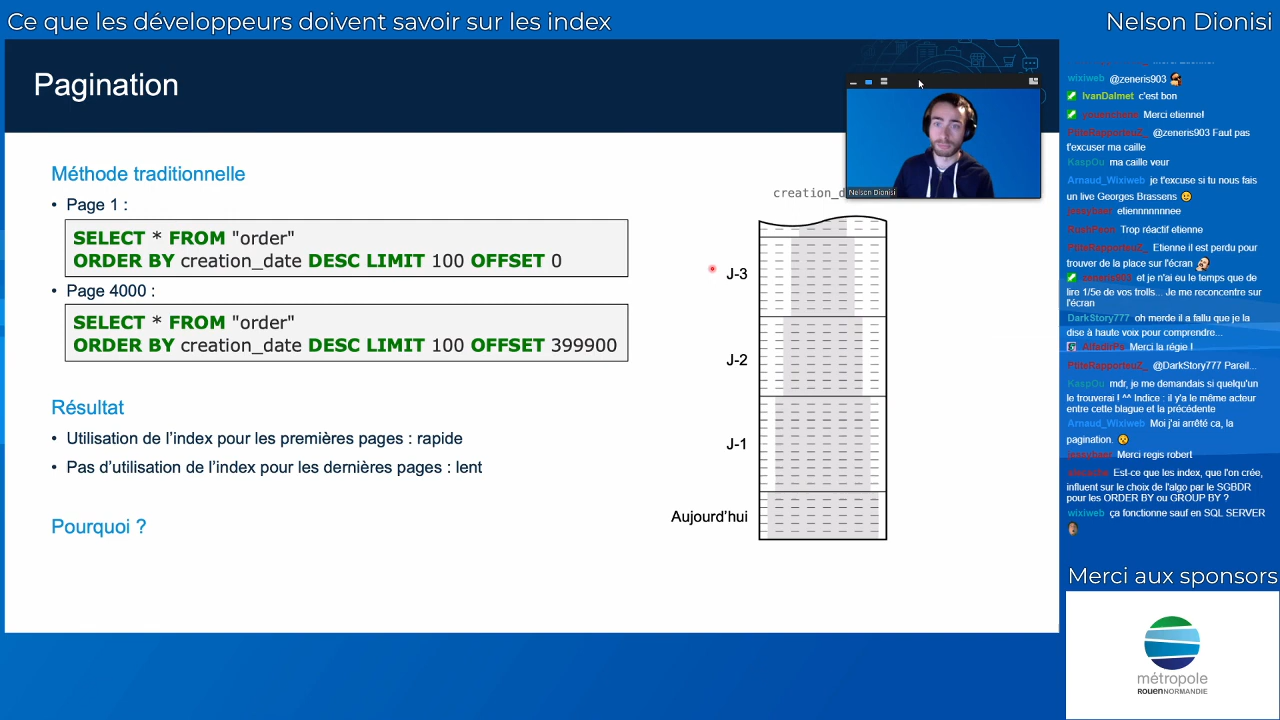 Ce que les développeurs doivent savoir sur les index
Nelson Dionisi
Pagination
Méthode traditionnelle
• Page 1 :
SELECT * FROM "order"
ORDER BY creation_date DESC LIMIT 100 OFFSET 0
• Page 4000 :
SELECT * FROM "order"
ORDER BY creation_date DESC LIMIT 100 OFFSET 399900
Résultat
• Utilisation de l'index pour les premières pages : rapide
• Pas d'utilisation de l'index pour les dernières pages : lent
Pourquoi ?
Nelson Dionisi
creation_d
J-3
J-2
J-1
Aujourd'hui
wixiweb @zeneris903
IvanDalmet c'est bon
Merci etienne!
PtiteRapporteuZ_ @zeneris903 Faut pas
t'excuser ma caille
KaspOu ma caille veur
Arnaud_Wixiweb je t'excuse si tu nous fais
un live Georges Brassens
etiennnnnnee
Trop réactif etienne
PtiteRapporteuZ_ Etienne il est perdu pour
trouver de la place sur l'écran
zeneris903 et je n'ai eu le temps que de
lire 1/5e de vos trolls... Je me reconcentre sur
l'écran
DarkStory777 oh merde il a fallu que je la
dise à haute voix pour comprendre...
AlfadirPs Merci la régie !
PtiteRapporteuZ_ @DarkStory777 Pareil...
KaspOu mdr, je me demandais si quelqu'un
le trouverai ! ^^ Indice : il y'a le même auteur
entre cette blague et la précédente
Arnaud_Wixiweb Moi j'ai arrêté ca, la
pagination.
Merci regis robert
Est-ce que les index, que l'on crée
influent sur le choix de l'algo par le SGBDR
pour les ORDER BY ou GROUP BY ?
wixiweb ça fonctionne sauf en SQL SERVER
Merci aux sponsors
métropole
ROUENNORMANDIE